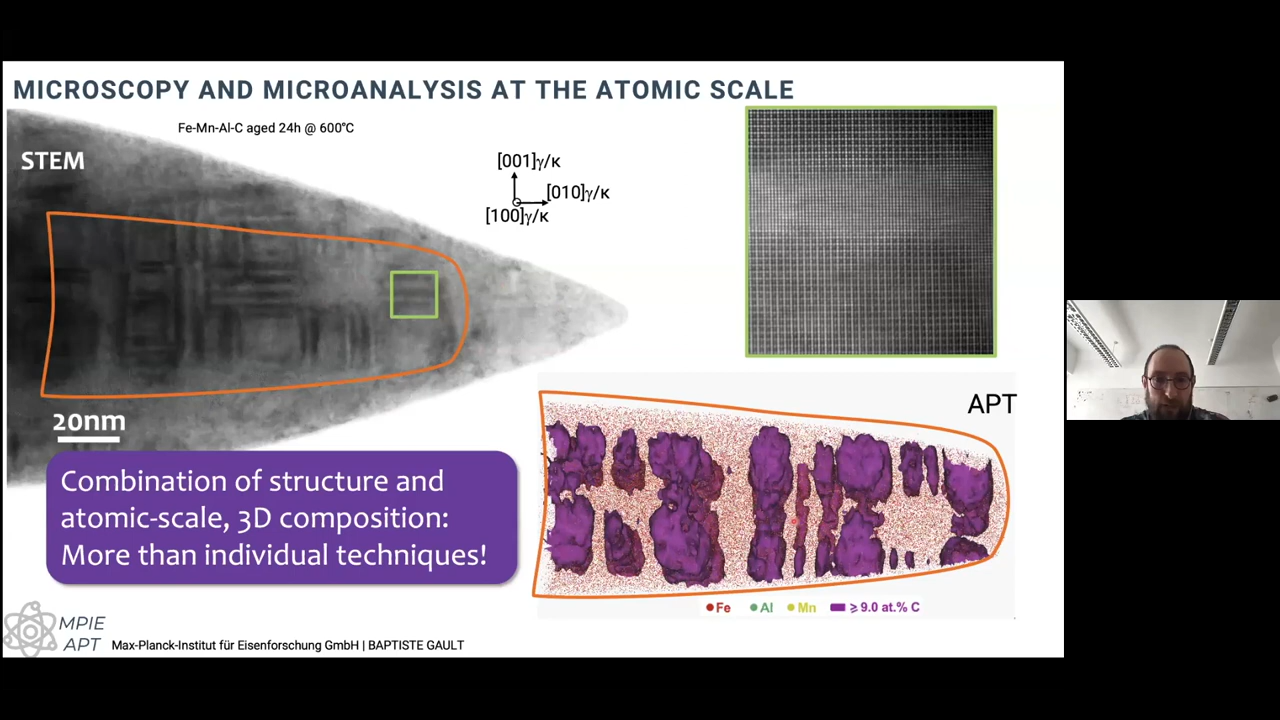 MICROSCOPY AND MICROANALYSIS AT THE ATOMIC SCALE
Fe-Mn-Al-C aged 24h @ 600°C
STEM
[001]γ/κ
[010]γ/κ
[100]γ/κ
20nm
APT
Combination of structure and
atomic-scale, 3D composition:
More than individual techniques!
Fe Al Mn ⩾ 9.0 at.% C
MPIE
APT
Max-Planck-Institut für Eisenforschung GmbH | BAPTISTE GAULT